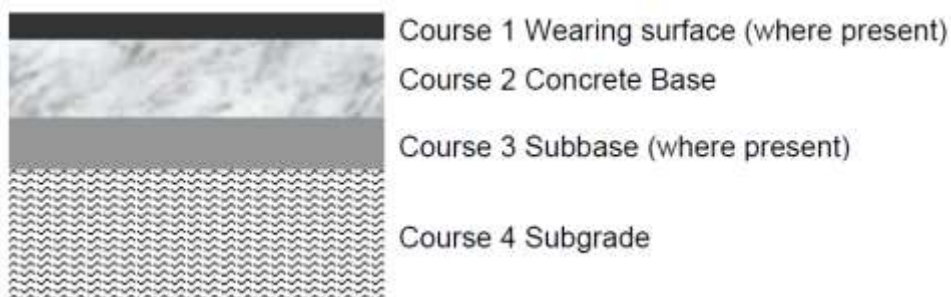 Course 1 Wearing surface (where present)
Course 2 Concrete Base
Course 3 Subbase (where present)
Course 4 Subgrade